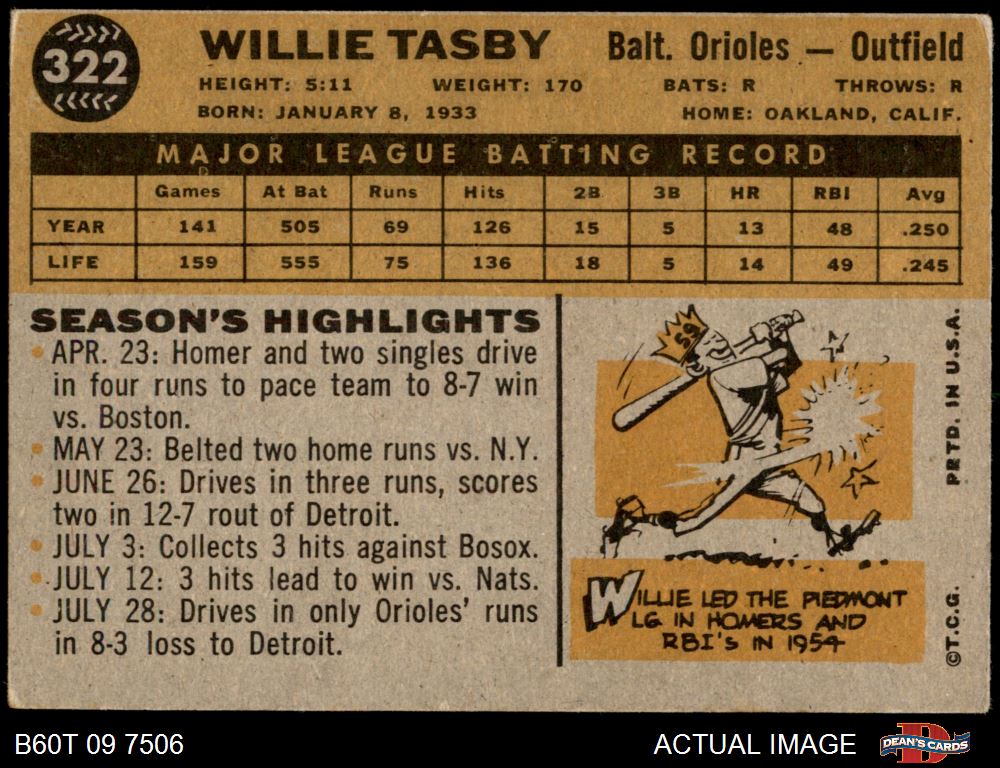 322
WILLIE TASBY Balt. Orioles — Outfield
HEIGHT: 5:11 WEIGHT: 170 BATS: R THROWS: R
BORN: JANUARY 8, 1933 HOME: OAKLAND, CALIF.
MAJOR LEAGUE BATTING RECORD
Games At Bat Runs Hits 2B 3B HR RBI Avg
YEAR 141 505 69 126 15 5 13 48 .250
LIFE 159 555 75 136 18 5 14 49 .245
SEASON'S HIGHLIGHTS
• APR. 23: Homer and two singles drive
in four runs to pace team to 8-7 win
vs. Boston.
• MAY 23: Belted two home runs vs. N.Y.
• JUNE 26: Drives in three runs, scores
two in 12-7 rout of Detroit.
• JULY 3: Collects 3 hits against Bosox.
• JULY 12: 3 hits lead to win vs. Nats.
• JULY 28: Drives in only Orioles' runs
in 8-3 loss to Detroit.
WILLIE LED THE PIEDMONT
LG IN HOMERS AND
RBI'S IN 1954
©T.C.G. PRTD. IN U.S.A.
B60T 09 7506 ACTUAL IMAGE
DEAN'S CARDS